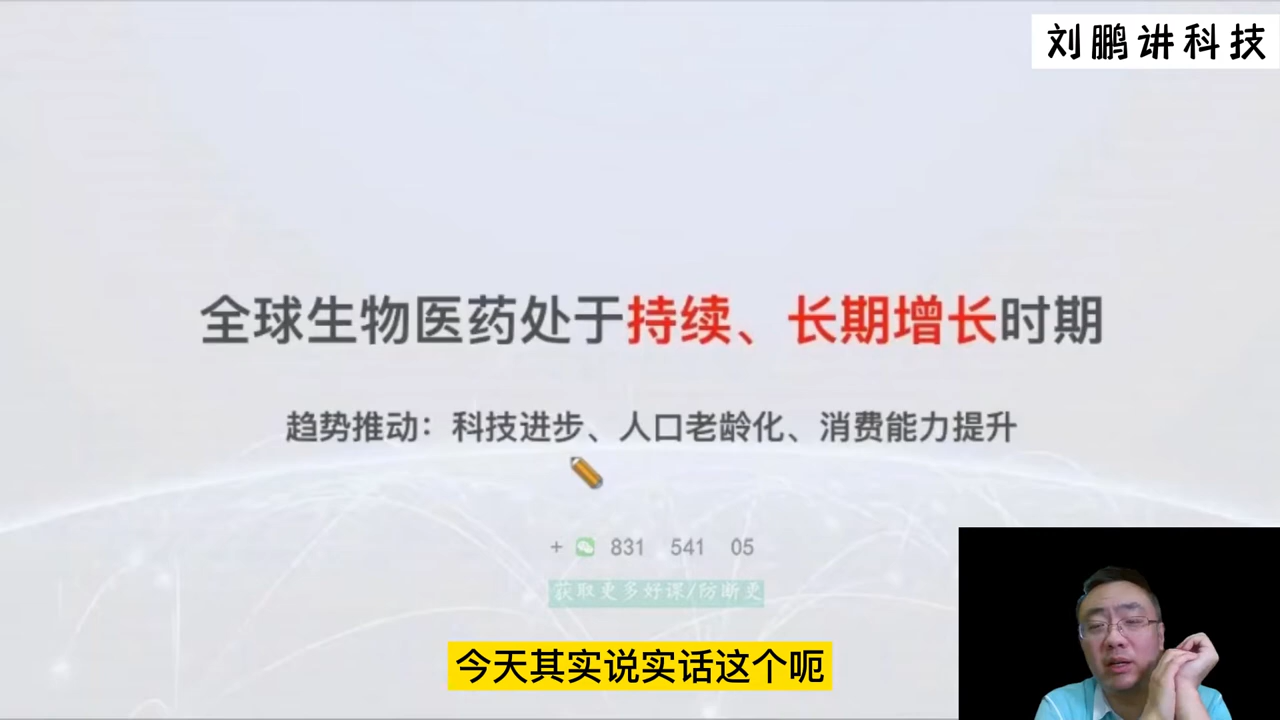 刘鹏讲科技
全球生物医药处于持续、长期增长时期
趋势推动：科技进步、人口老龄化、消费能力提升
+ 831 541 05
获取更多好课/防断更
今天其实说实话这个呃